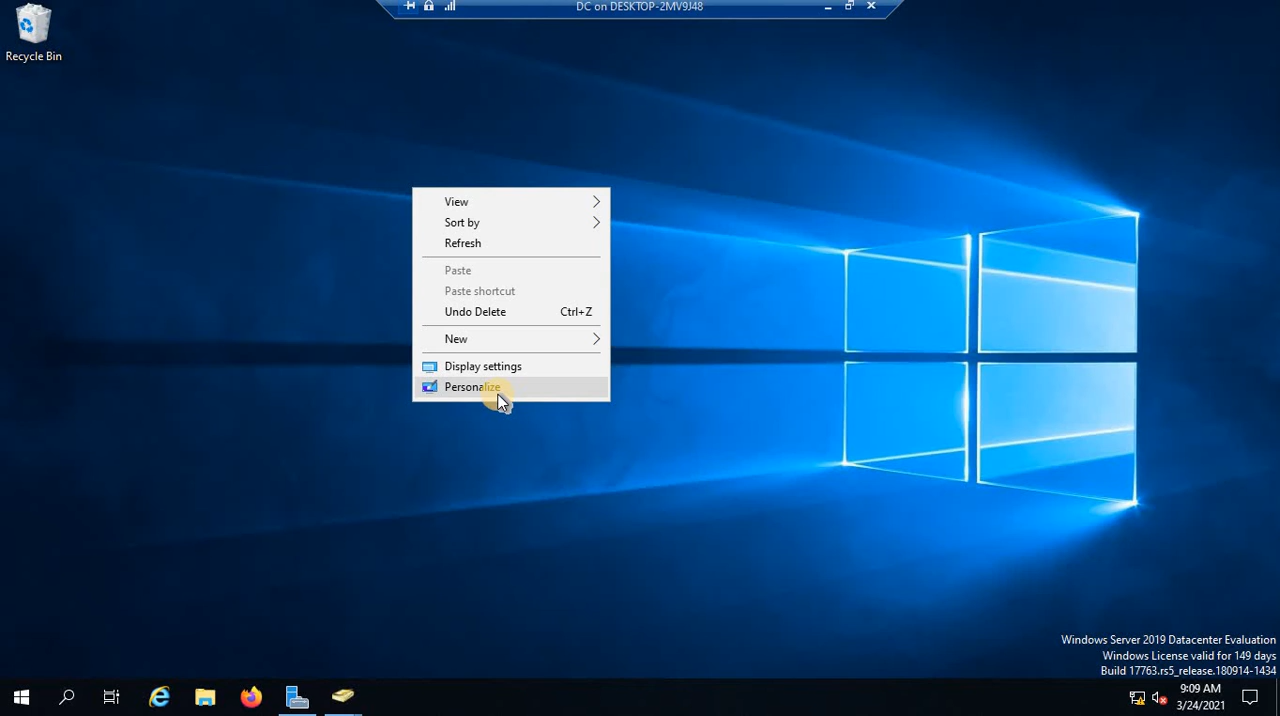 DC on DESKTOP-2MV9J48
Recycle Bin
View
Sort by
Refresh
Paste
Paste shortcut
Undo Delete Ctrl+Z
New
Display settings
Personalize
Windows Server 2019 Datacenter Evaluation
Windows License valid for 149 days
Build 17763.rs5_release.180914-1434
9:09 AM
3/24/2021